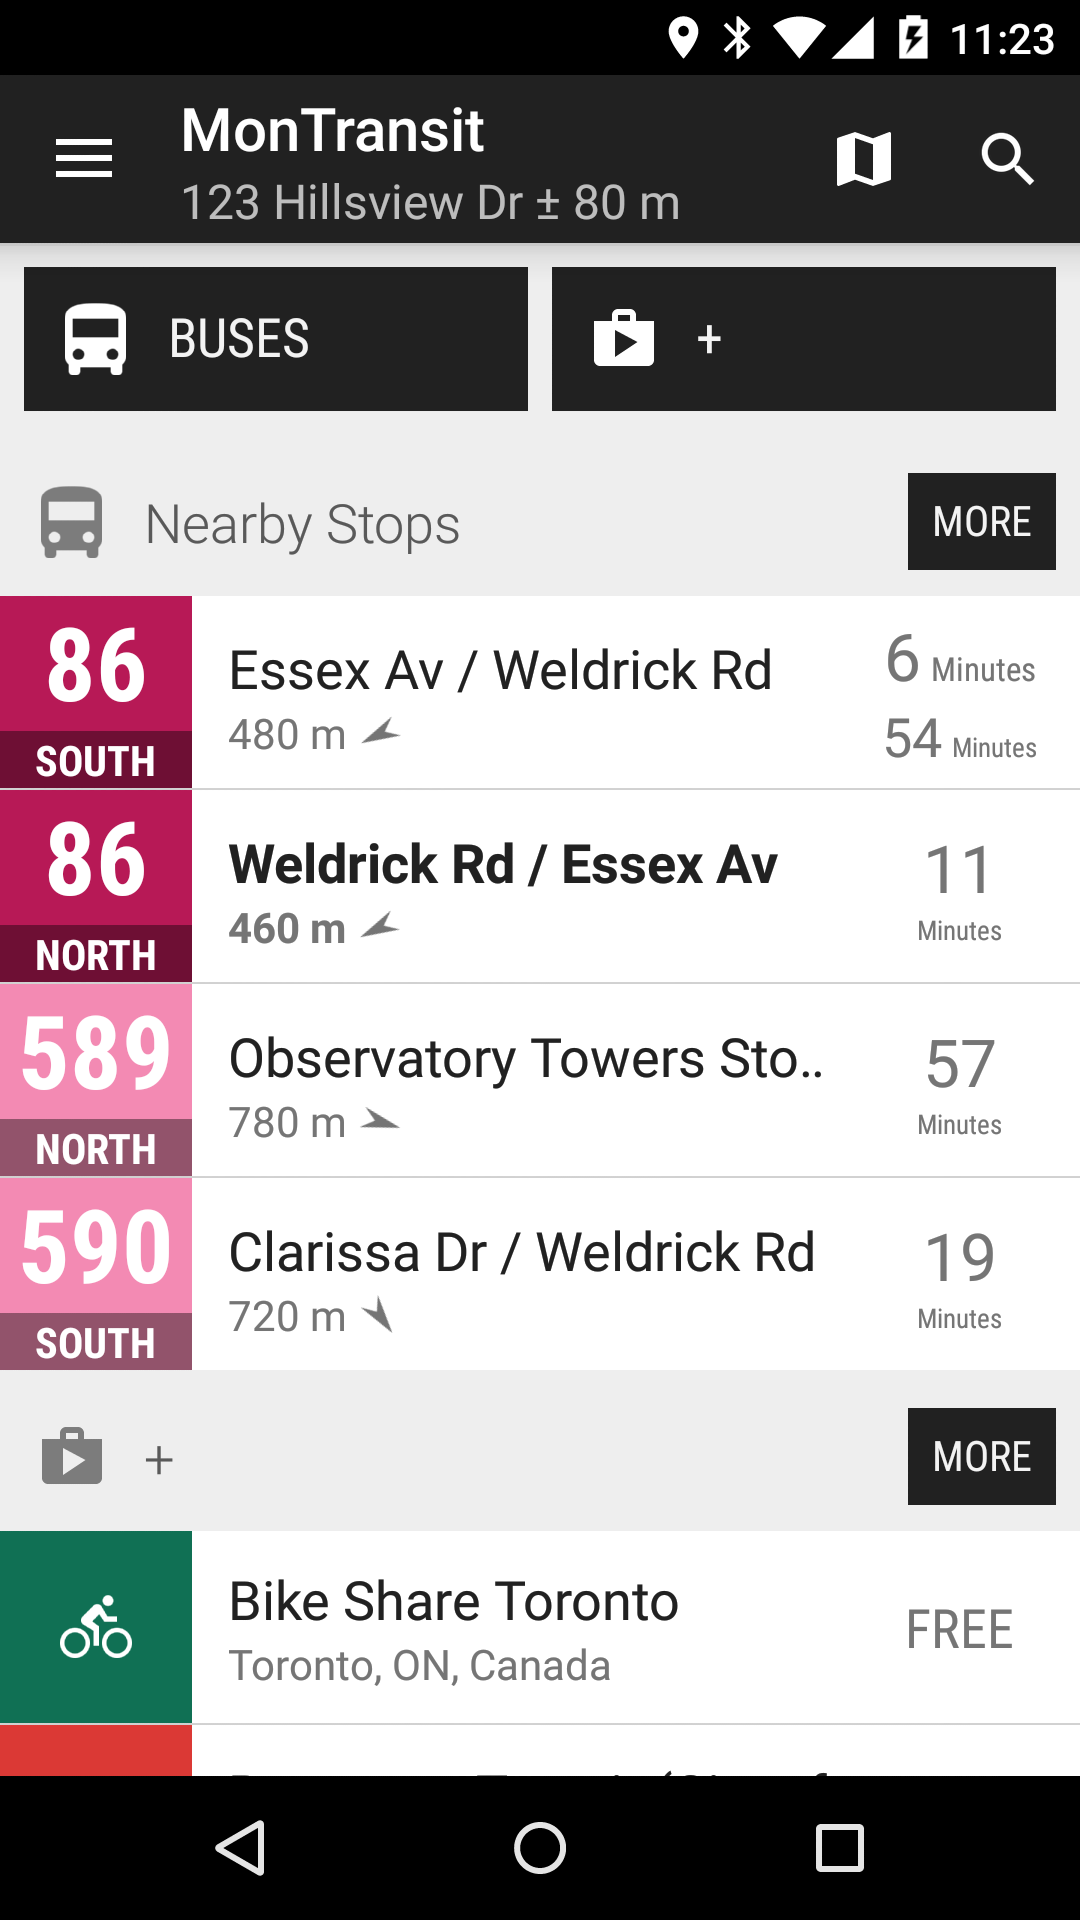 11:23
MonTransit
123 Hillsview Dr ± 80 m
BUSES
+
Nearby Stops
MORE
86
SOUTH
Essex Av / Weldrick Rd
480 m
6 Minutes
54 Minutes
86
NORTH
Weldrick Rd / Essex Av
460 m
11
Minutes
589
NORTH
Observatory Towers Sto..
780 m
57
Minutes
590
SOUTH
Clarissa Dr / Weldrick Rd
720 m
19
Minutes
+
MORE
Bike Share Toronto
Toronto, ON, Canada
FREE